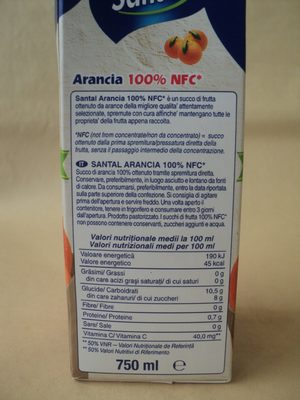 Santal
Arancia 100% NFC*
Santal Arancia 100% NFC* è un succo di frutta
ottenuto da arance della migliore qualita' attentamente
selezionate, spremute con cura affinche' mantengano tutte le
proprieta' della frutta appena raccolta.
*NFC (not from concentrate/non da concentrato) = succo
ottenuto dalla prima spremitura/pressatura diretta della
frutta, senza il passaggio intermedio della concentrazione.
IT SANTAL ARANCIA 100% NFC*
Succo di arancia 100% ottenuto tramite spremitura diretta.
Conservare, preferibilmente, in luogo asciutto e lontano da fonti
di calore. Da consumarsi, preferibilmente, entro la data riportata
sulla parte superiore della confezione. Si consiglia di agitare
prima dell'apertura e servire freddo. Una volta aperto il
contenitore, tenere in frigorifero e consumare entro 3 giorni
dall'apertura. Prodotto pastorizzato. I succhi di frutta 100% NFC*
non possono contenere conservanti, zuccheri aggiunti e acqua.
Valori nutriționale medii la 100 ml
Valori nutrizionali medi per 100 ml
Valoare energetică 190 kJ
Valore energetico 45 kcal
Grăsimi/ Grassi 0 g
din care acizi grași saturați/ di cui saturi 0 g
Glucide/ Carboidrati 10,5 g
din care zaharuri/ di cui zuccheri 8 g
Fibre/ Fibre 0 g
Proteine/ Proteine 0,7 g
Sare/ Sale 0 g
Vitamina C/ Vitamina C 40,0 mg**
** 50% VNR – Valori Nutriționale de Referință
** 50% Valori Nutritivi di Riferimento
750 ml ℮